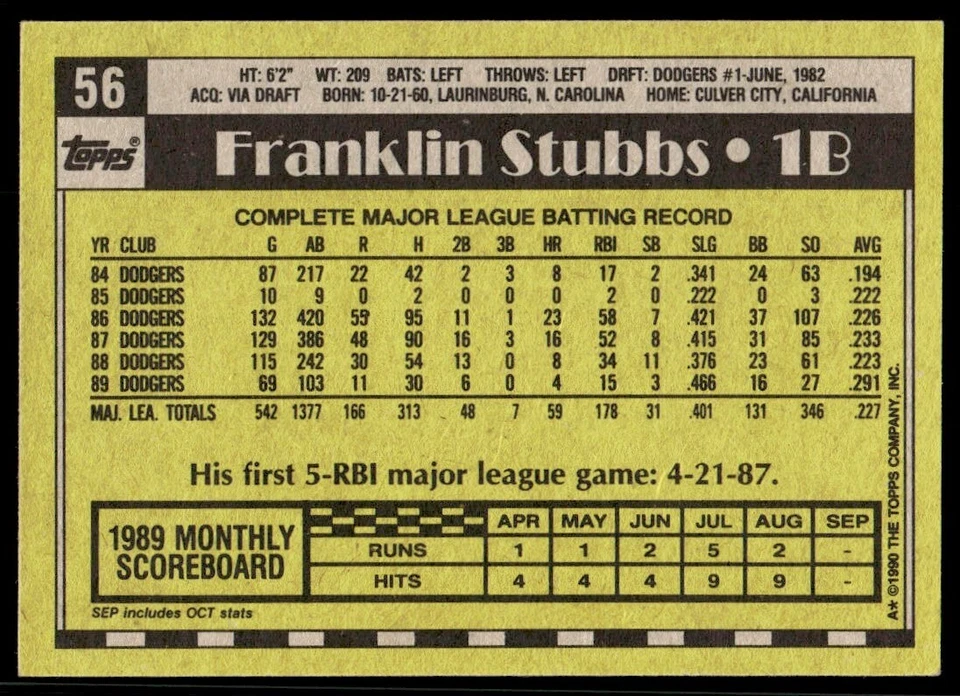 56
HT: 6'2" WT: 209 BATS: LEFT THROWS: LEFT DRFT: DODGERS #1-JUNE, 1982
ACQ: VIA DRAFT BORN: 10-21-60, LAURINBURG, N. CAROLINA HOME: CULVER CITY, CALIFORNIA
topps® Franklin Stubbs • 1B
COMPLETE MAJOR LEAGUE BATTING RECORD
YR CLUB G AB R H 2B 3B HR RBI SB SLG BB SO AVG
84 DODGERS 87 217 22 42 2 3 8 17 2 .341 24 63 .194
85 DODGERS 10 9 0 2 0 0 0 2 0 .222 0 3 .222
86 DODGERS 132 420 55 95 11 1 23 58 7 .421 37 107 .226
87 DODGERS 129 386 48 90 16 3 16 52 8 .415 31 85 .233
88 DODGERS 115 242 30 54 13 0 8 34 11 .376 23 61 .223
89 DODGERS 69 103 11 30 6 0 4 15 3 .466 16 27 .291
MAJ. LEA. TOTALS 542 1377 166 313 48 7 59 178 31 .401 131 346 .227
His first 5-RBI major league game: 4-21-87.
1989 MONTHLY SCOREBOARD
APR MAY JUN JUL AUG SEP
RUNS 1 1 2 5 2 -
HITS 4 4 4 9 9 -
SEP includes OCT stats
A* ©1990 THE TOPPS COMPANY, INC.